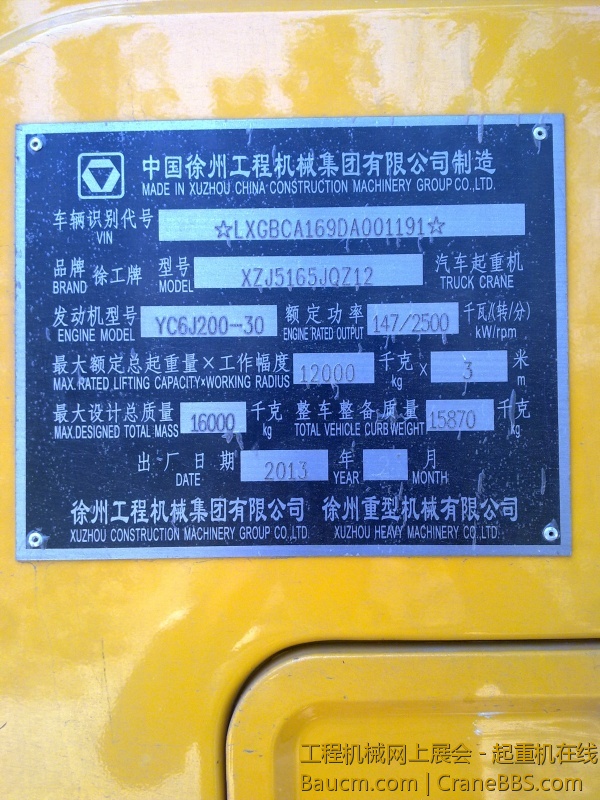 中国徐州工程机械集团有限公司制造
MADE IN XUZHOU CHINA CONSTRUCTION MACHINERY GROUP CO.,LTD.
车辆识别代号 ☆LXGBCA169DA001191☆
VIN
品牌 徐工牌 型号 XZJ5165JQZ12 汽车起重机
BRAND MODEL TRUCK CRANE
发动机型号 YC6J200-30 额定功率 147/2500 千瓦/(转/分)
ENGINE MODEL ENGINE RATED OUTPUT kW/rpm
最大额定总起重量×工作幅度 12000 千克 × 3 米
MAX.RATED LIFTING CAPACITY×WORKING RADIUS kg m
最大设计总质量 16000 千克 整车整备质量 15870 千克
MAX.DESIGNED TOTAL MASS kg TOTAL VEHICLE CURB WEIGHT kg
出厂日期 2013 年 月
DATE YEAR MONTH
徐州工程机械集团有限公司 徐州重型机械有限公司
XUZHOU CONSTRUCTION MACHINERY GROUP CO.,LTD. XUZHOU HEAVY MACHINERY CO.,LTD.
工程机械网上展会 - 起重机在线
Baucm.com | CraneBBS.com